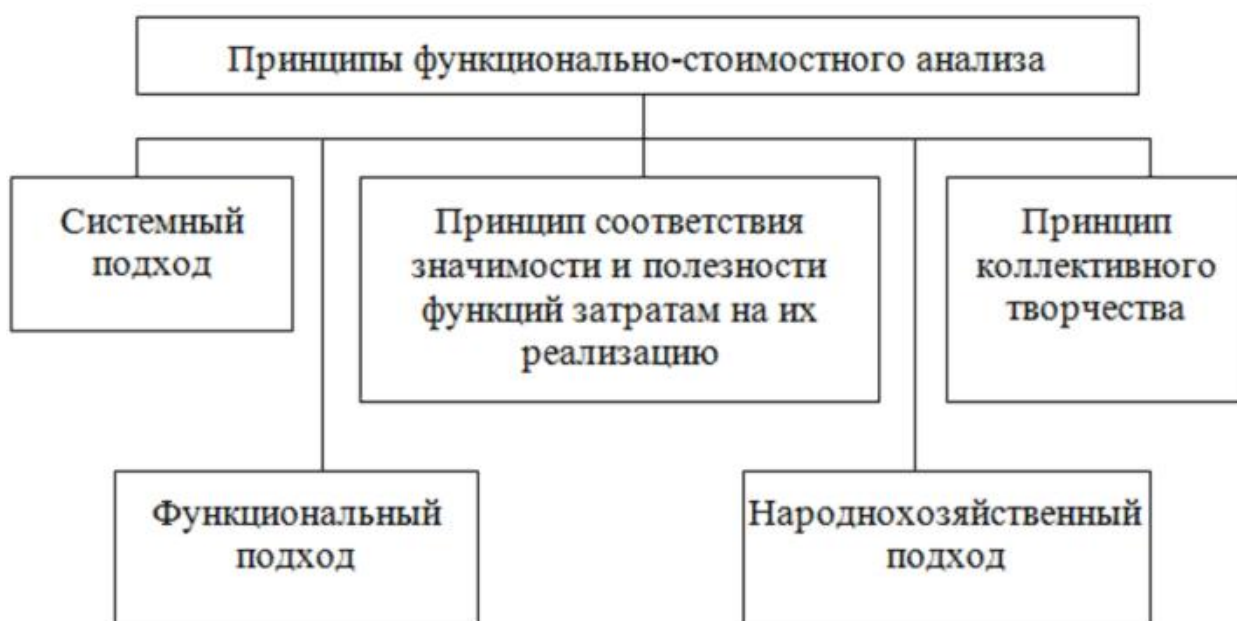 Принципы функционально-стоимостного анализа
Системный
подход
Принцип соответствия
значимости и полезности
функций затратам на их
реализацию
Принцип
коллективного
творчества
Функциональный
подход
Народнохозяйственный
подход